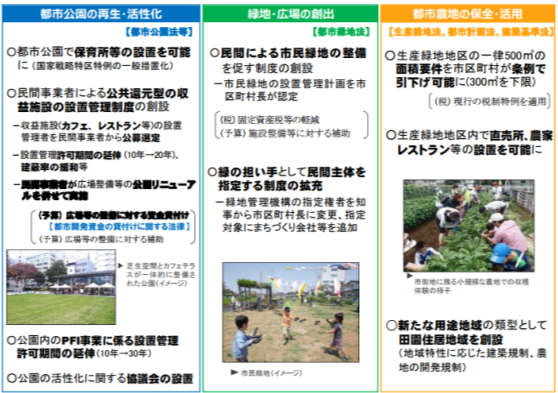 都市公園の再生・活性化
【都市公園法等】
○都市公園で保育所等の設置を可能
に（国家戦略特区特例の一般措置化）
○民間事業者による公共還元型の収
益施設の設置管理制度の創設
－収益施設(カフェ、レストラン等)の設置
管理者を民間事業者から公募選定
－設置管理許可期間の延伸（10年→20年）、
建蔽率の緩和等
－民間事業者が広場整備等の公園リニューア
ルを併せて実施
（予算）広場等の整備に対する資金貸付け
【都市開発資金の貸付けに関する法律】
（予算）広場等の整備に対する補助
▶ 芝生空間とカフェテラ
スが一体的に整備され
た公園(イメージ)
○公園内のPFI事業に係る設置管理
許可期間の延伸(10年→30年)
○公園の活性化に関する協議会の設置
緑地・広場の創出
【都市緑地法】
○民間による市民緑地の整備
を促す制度の創設
－市民緑地の設置管理計画を市
区町村長が認定
（税）固定資産税等の軽減
（予算）施設整備等に対する補助
○緑の担い手として民間主体を
指定する制度の拡充
－緑地管理機構の指定権者を知
事から市区町村長に変更、指定
対象にまちづくり会社等を追加
▶ 市民緑地(イメージ)
都市農地の保全・活用
【生産緑地法、都市計画法、建築基準法】
○生産緑地地区の一律500㎡の
面積要件を市区町村が条例で
引下げ可能に(300㎡を下限)
（税）現行の税制特例を適用
○生産緑地地区内で直売所、農家
レストラン等の設置を可能に
▶ 市街地に残る小規模な農地での収穫
体験の様子
○新たな用途地域の類型として
田園住居地域を創設
（地域特性に応じた建築規制、農
地の開発規制）